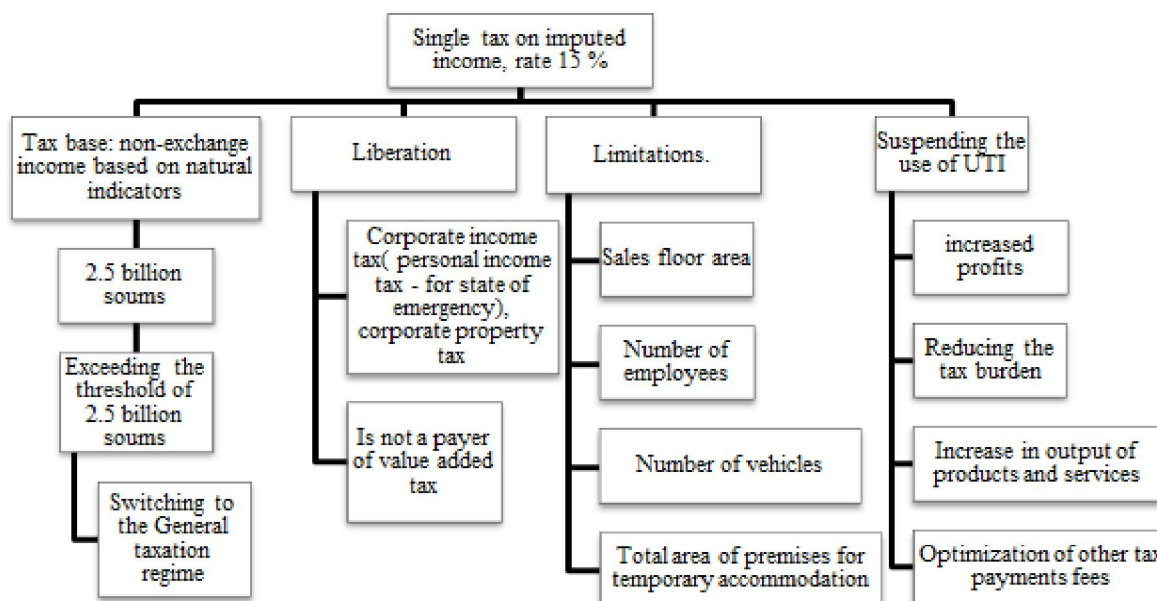 Single tax on imputed
income, rate 15 %
Tax base: non-exchange
income based on natural
indicators
2.5 billion
soums
Exceeding the
threshold of
2.5 billion
soums
Switching to
the General
taxation
regime
Liberation
Corporate income
tax( personal income
tax - for state of
emergency),
corporate property
tax
Is not a payer
of value added
tax
Limitations.
Sales floor area
Number of
employees
Number of vehicles
Total area of premises for
temporary accommodation
Suspending the
use of UTI
increased
profits
Reducing the
tax burden
Increase in output of
products and services
Optimization of other tax
payments fees